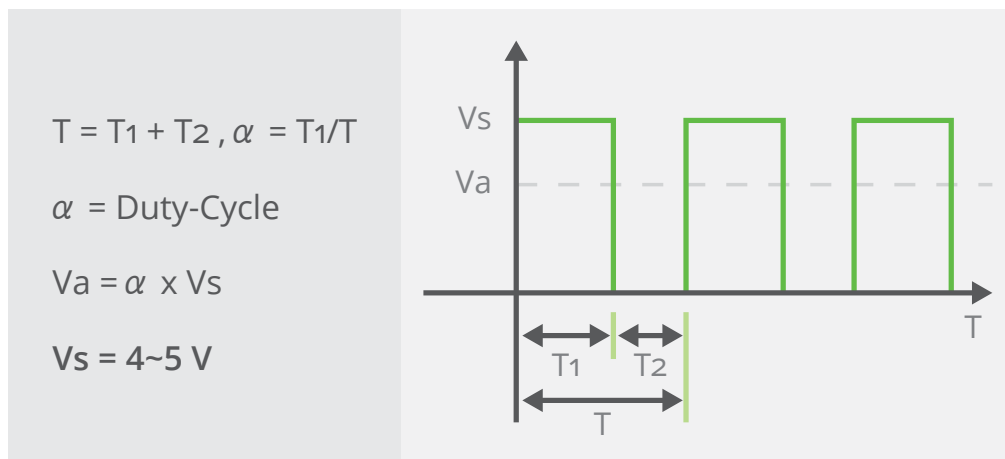 T = T1 + T2 , α = T1/T
α = Duty-Cycle
Va = α x Vs
Vs = 4~5 V
Vs
Va
T
T1
T2
T